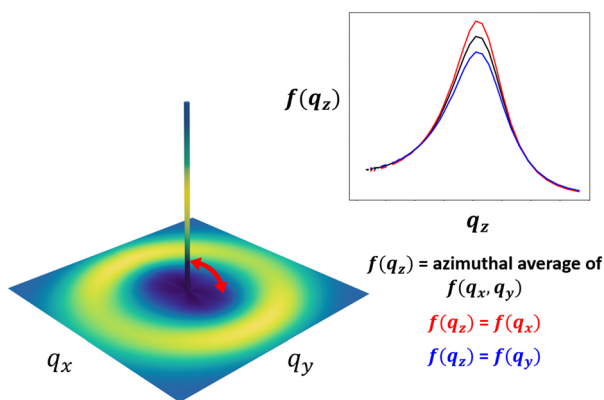 f(q_z)
q_z
f(q_z) = azimuthal average of
f(q_x, q_y)
f(q_z) = f(q_x)
f(q_z) = f(q_y)
q_x
q_y